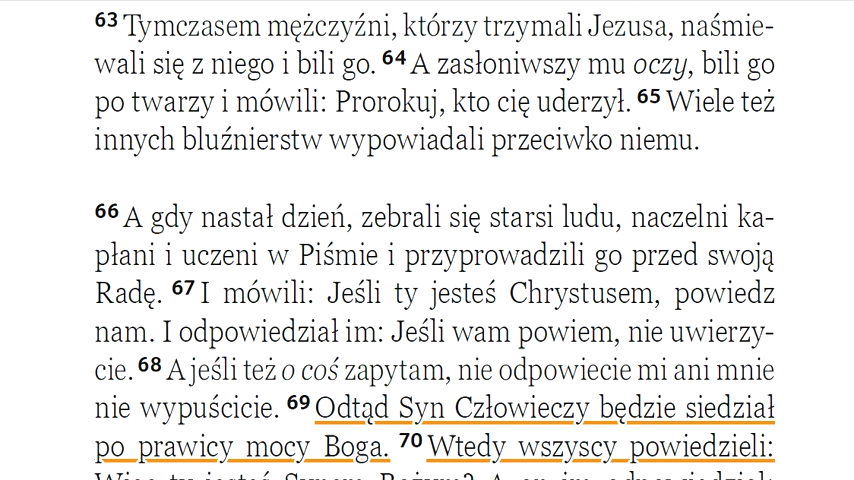 63 Tymczasem mężczyźni, którzy trzymali Jezusa, naśmie-
wali się z niego i bili go. 64 A zasłoniwszy mu oczy, bili go
po twarzy i mówili: Prorokuj, kto cię uderzył. 65 Wiele też
innych bluźnierstw wypowiadali przeciwko niemu.
66 A gdy nastał dzień, zebrali się starsi ludu, naczelni ka-
płani i uczeni w Piśmie i przyprowadzili go przed swoją
Radę. 67 I mówili: Jeśli ty jesteś Chrystusem, powiedz
nam. I odpowiedział im: Jeśli wam powiem, nie uwierzy-
cie. 68 A jeśli też o coś zapytam, nie odpowiecie mi ani mnie
nie wypuścicie. 69 Odtąd Syn Człowieczy będzie siedział
po prawicy mocy Boga. 70 Wtedy wszyscy powiedzieli: